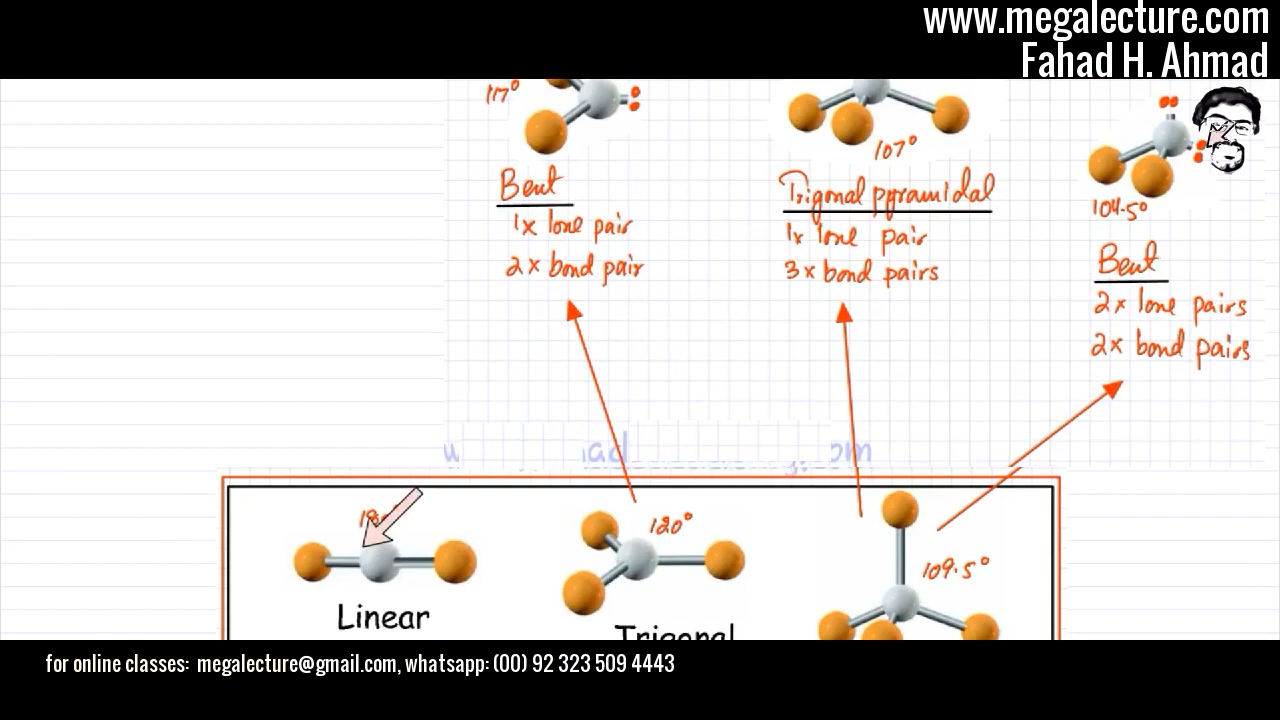 www.megalecture.com
Fahad H. Ahmad
117°
107°
104.5°
Bent
1x lone pair
2x bond pair
Trigonal pyramidal
1x lone pair
3x bond pairs
Bent
2x lone pairs
2x bond pairs
120°
109.5°
Linear
Trigonal
for online classes: megalecture@gmail.com, whatsapp: (00) 92 323 509 4443